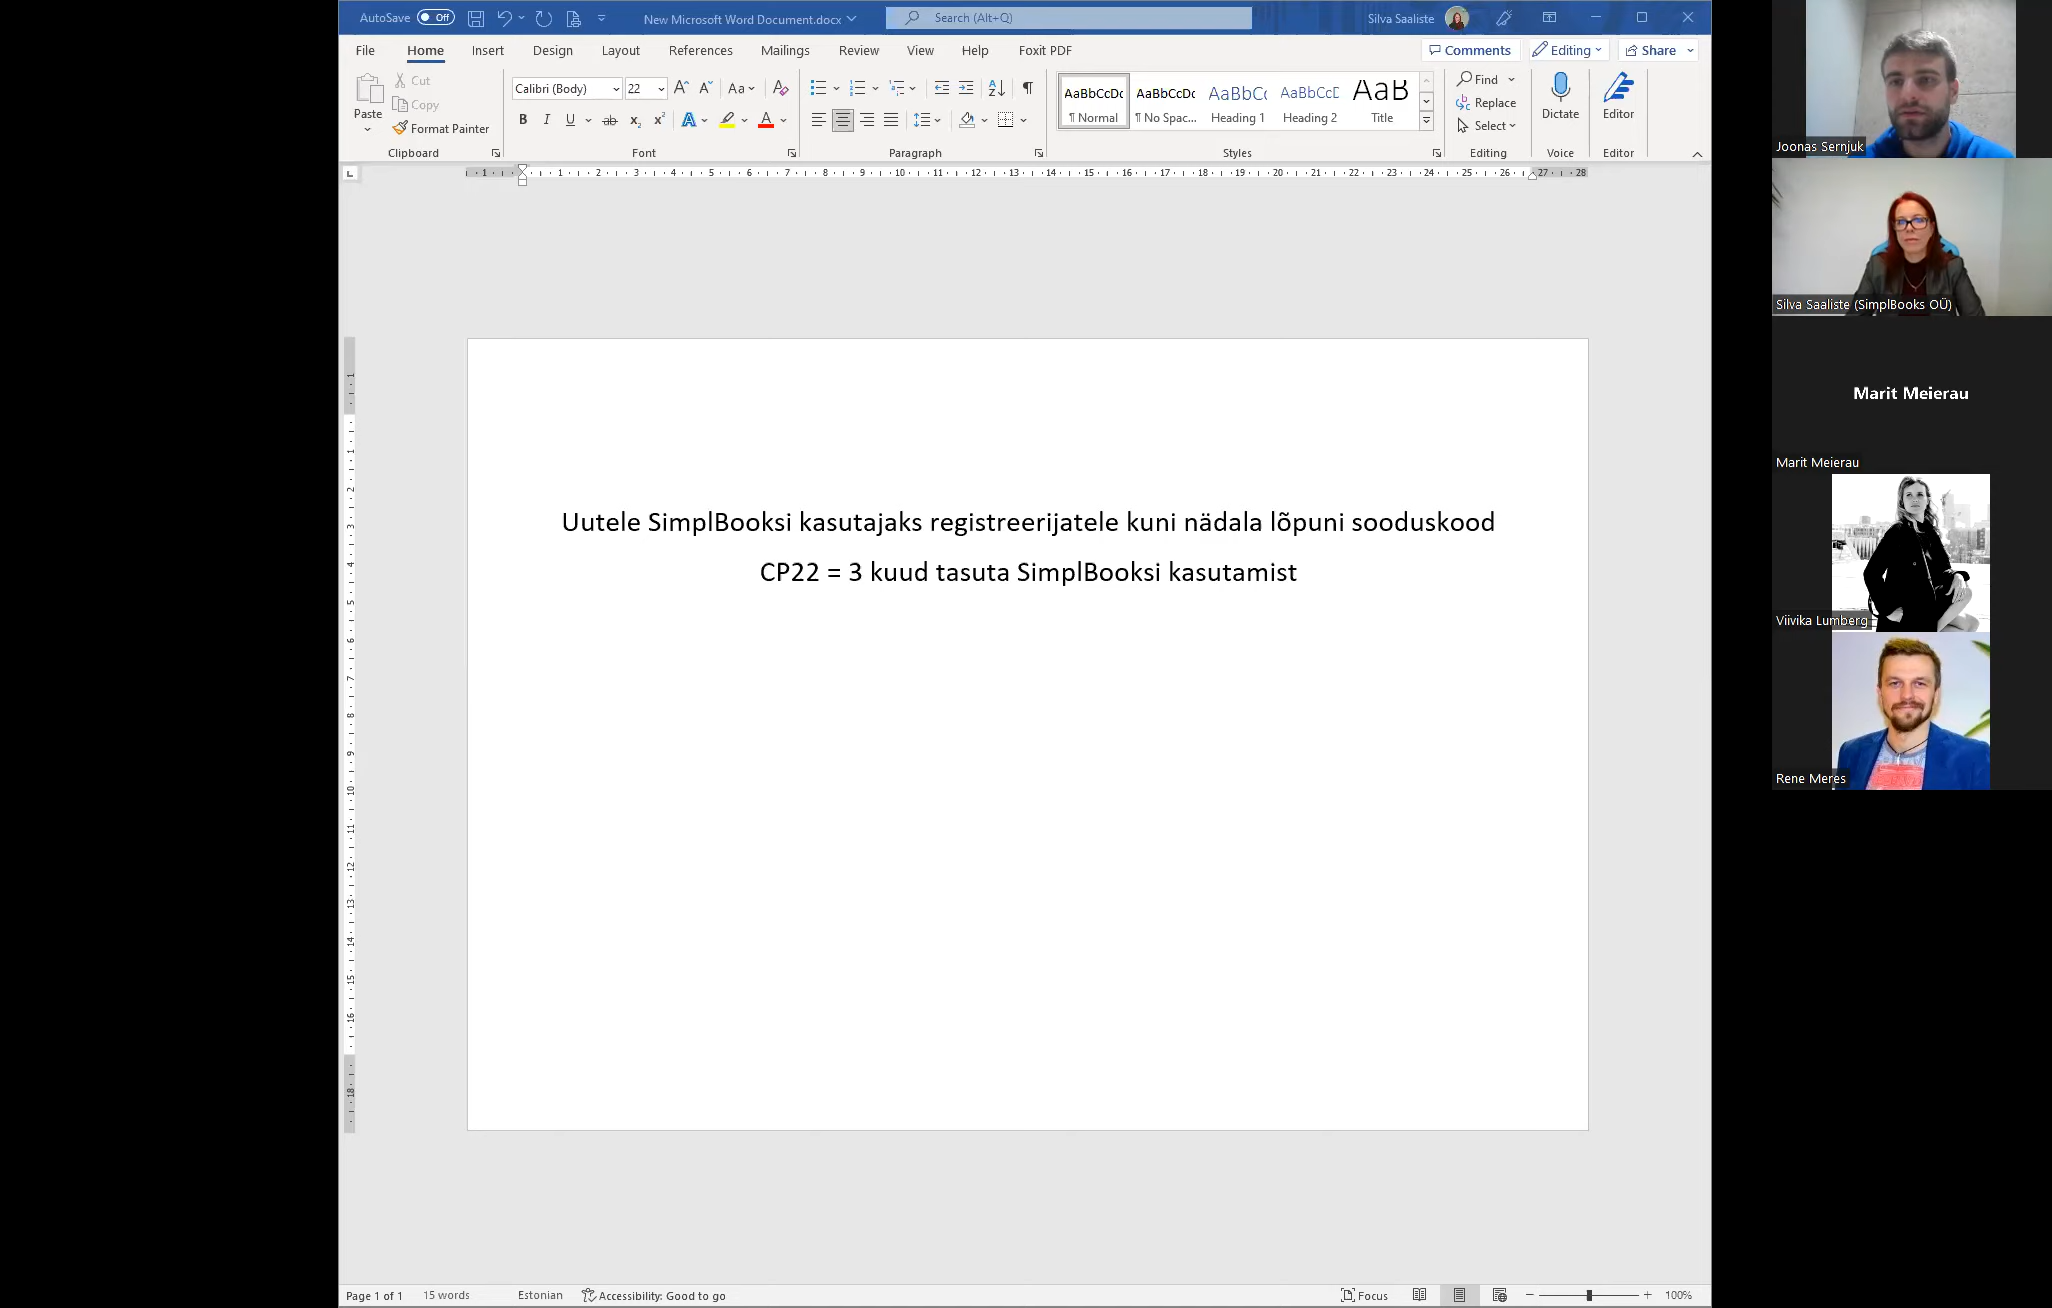 AutoSave Off New Microsoft Word Document.docx Search (Alt+Q) Silva Saaliste
File Home Insert Design Layout References Mailings Review View Help Foxit PDF Comments Editing Share
Paste
Cut
Copy
Format Painter
Clipboard
Calibri (Body) 22
Font
Paragraph
AaBbCcDc AaBbCcDc AaBbC AaBbCcD AaB
Normal No Spac... Heading 1 Heading 2 Title
Styles
Find
Replace
Select
Editing
Dictate
Voice
Editor
Editor
Uutele SimplBooksi kasutajaks registreerijatele kuni nädala lõpuni sooduskood
CP22 = 3 kuud tasuta SimplBooksi kasutamist
Page 1 of 1 15 words Estonian Accessibility: Good to go Focus 100%
Joonas Sernjuk
Silva Saaliste (SimplBooks OÜ)
Marit Meierau
Marit Meierau
Viivika Lumberg
Rene Meres